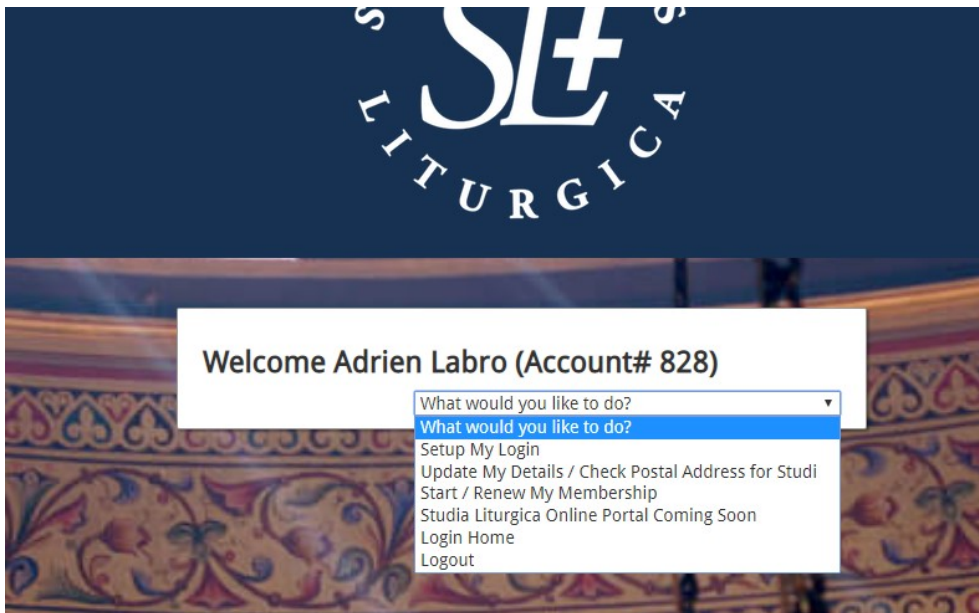 S S
SL+
LITURGICA
Welcome Adrien Labro (Account# 828)
What would you like to do?
What would you like to do?
Setup My Login
Update My Details / Check Postal Address for Studi
Start / Renew My Membership
Studia Liturgica Online Portal Coming Soon
Login Home
Logout